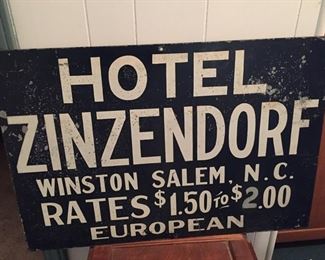 HOTEL
ZINZENDORF
WINSTON SALEM, N.C.
RATES $1.50 TO $2.00
EUROPEAN